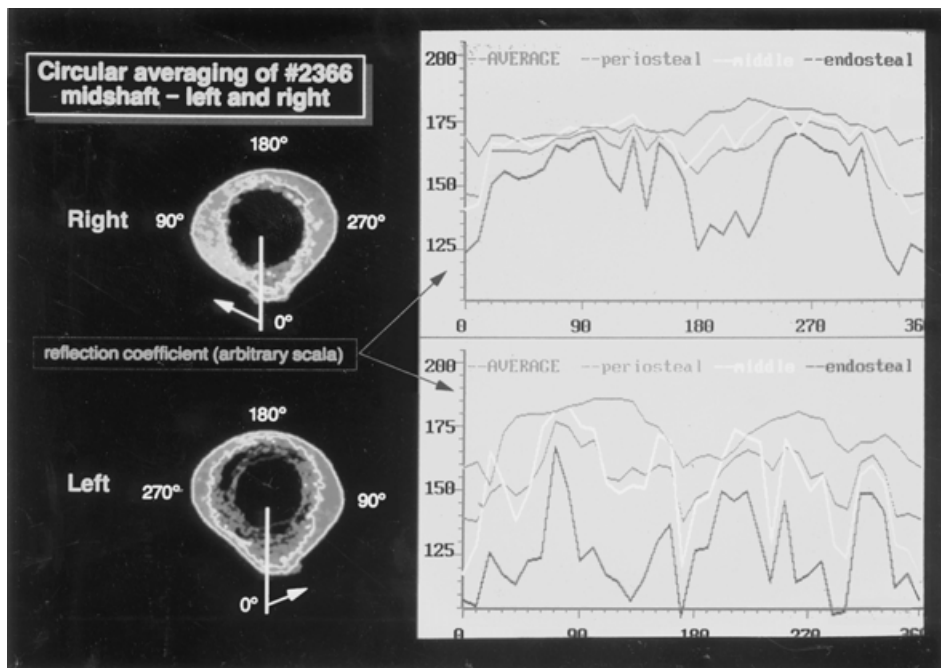 Circular averaging of #2366
midshaft – left and right
180°
Right
90°
270°
0°
reflection coefficient (arbitrary scala)
180°
Left
270°
90°
0°
200
AVERAGE
periosteal
middle
endosteal
175
150
125
0
90
180
270
360
200
AVERAGE
periosteal
middle
endosteal
175
150
125
0
90
180
270
360